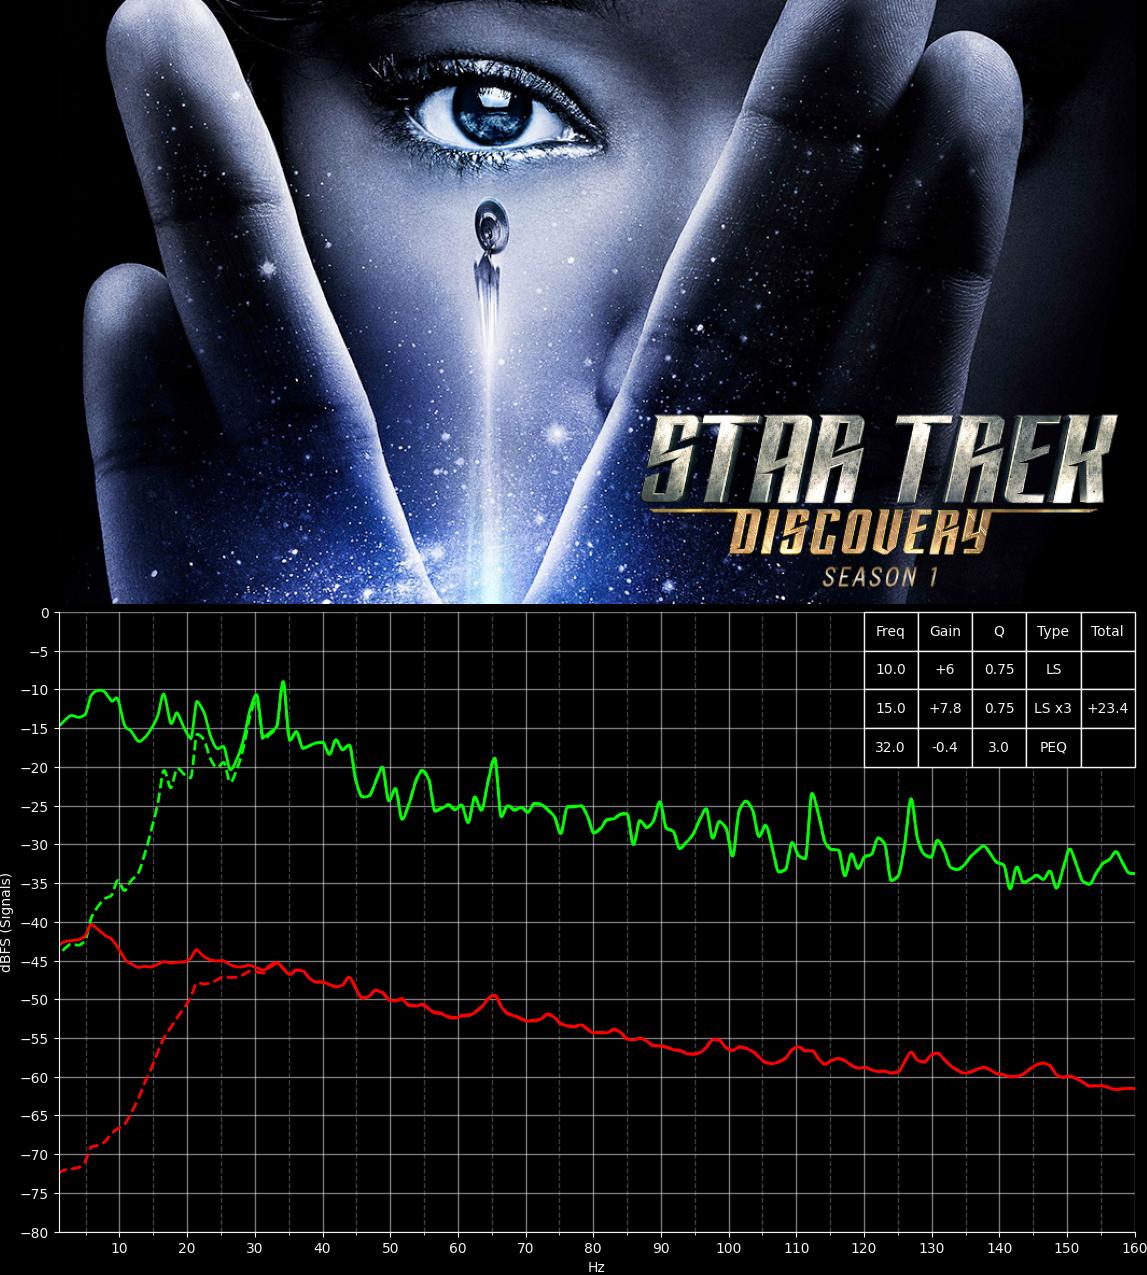 STAR TREK
DISCOVERY
SEASON 1
Freq Gain Q Type Total
10.0 +6 0.75 LS
15.0 +7.8 0.75 LS x3 +23.4
32.0 -0.4 3.0 PEQ
0
−5
−10
−15
−20
−25
−30
−35
−40
−45
−50
−55
−60
−65
−70
−75
−80
dBFS (Signals)
10 20 30 40 50 60 70 80 90 100 110 120 130 140 150 160
Hz